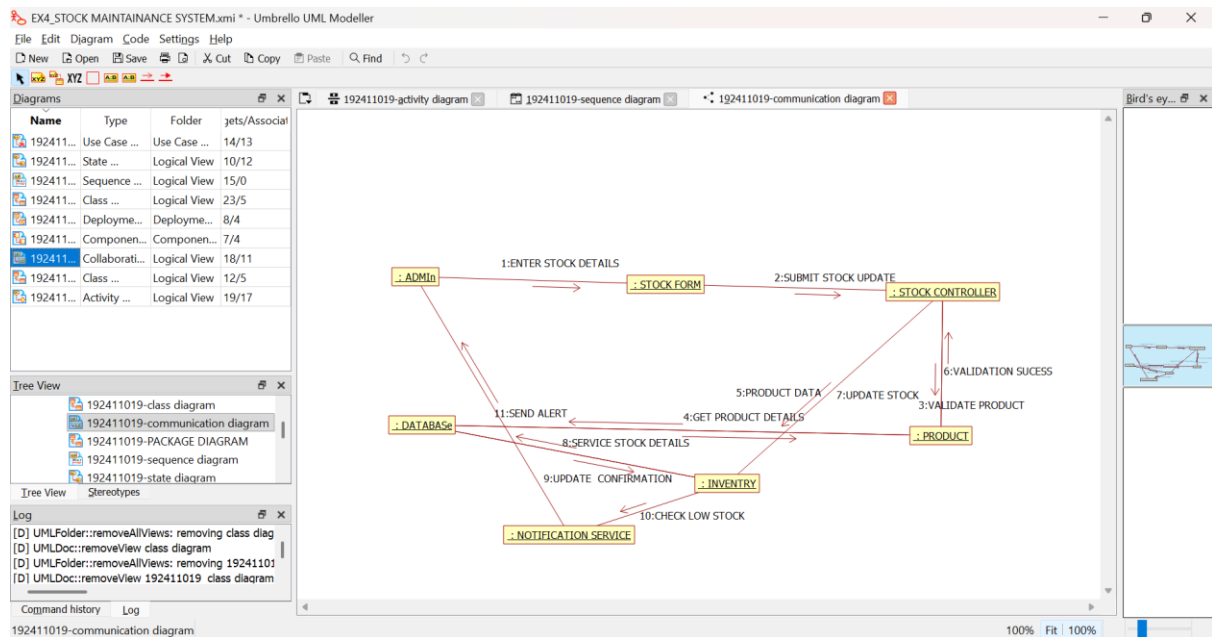 EX4_STOCK MAINTAINANCE SYSTEM.xmi * - Umbrello UML Modeller
File Edit Diagram Code Settings Help
New Open Save Cut Copy Paste Find
XYZ XYZ A:B A:B
Diagrams
Name Type Folder gets/Associat
192411... Use Case ... Use Case ... 14/13
192411... State ... Logical View 10/12
192411... Sequence ... Logical View 15/0
192411... Class ... Logical View 23/5
192411... Deployme... Deployme... 8/4
192411... Componen... Componen... 7/4
192411... Collaborati... Logical View 18/11
192411... Class ... Logical View 12/5
192411... Activity ... Logical View 19/17
Tree View
192411019-class diagram
192411019-communication diagram
192411019-PACKAGE DIAGRAM
192411019-sequence diagram
192411019-state diagram
Tree View Stereotypes
Log
[D] UMLFolder::removeAllViews: removing class diag
[D] UMLDoc::removeView class diagram
[D] UMLFolder::removeAllViews: removing 19241101
[D] UMLDoc::removeView 192411019 class diagram
Command history Log
192411019-activity diagram 192411019-sequence diagram 192411019-communication diagram
Bird's ey...
1:ENTER STOCK DETAILS
: ADMIn
: STOCK FORM
2:SUBMIT STOCK UPDATE
: STOCK CONTROLLER
6:VALIDATION SUCESS
5:PRODUCT DATA
7:UPDATE STOCK
3:VALIDATE PRODUCT
11:SEND ALERT
4:GET PRODUCT DETAILS
: DATABASe
: PRODUCT
8:SERVICE STOCK DETAILS
9:UPDATE CONFIRMATION
: INVENTRY
10:CHECK LOW STOCK
: NOTIFICATION SERVICE
192411019-communication diagram
100% Fit 100%